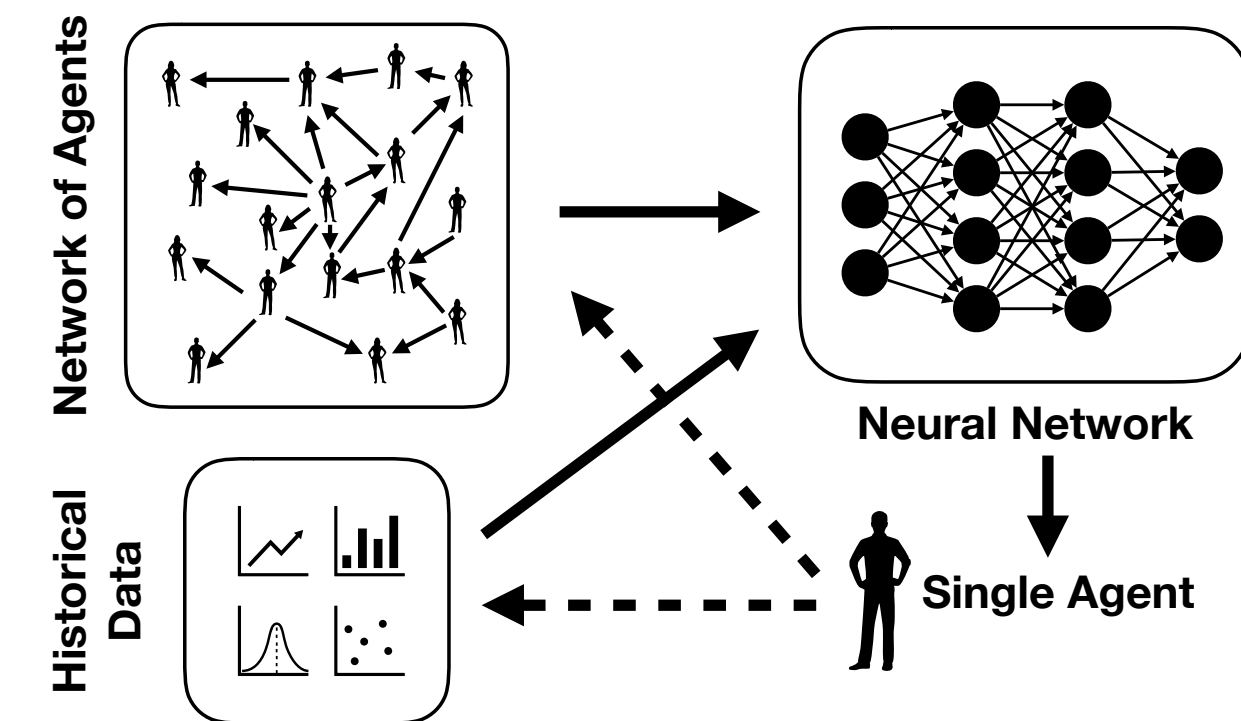 Network of Agents
Neural Network
Historical
Data
Single Agent